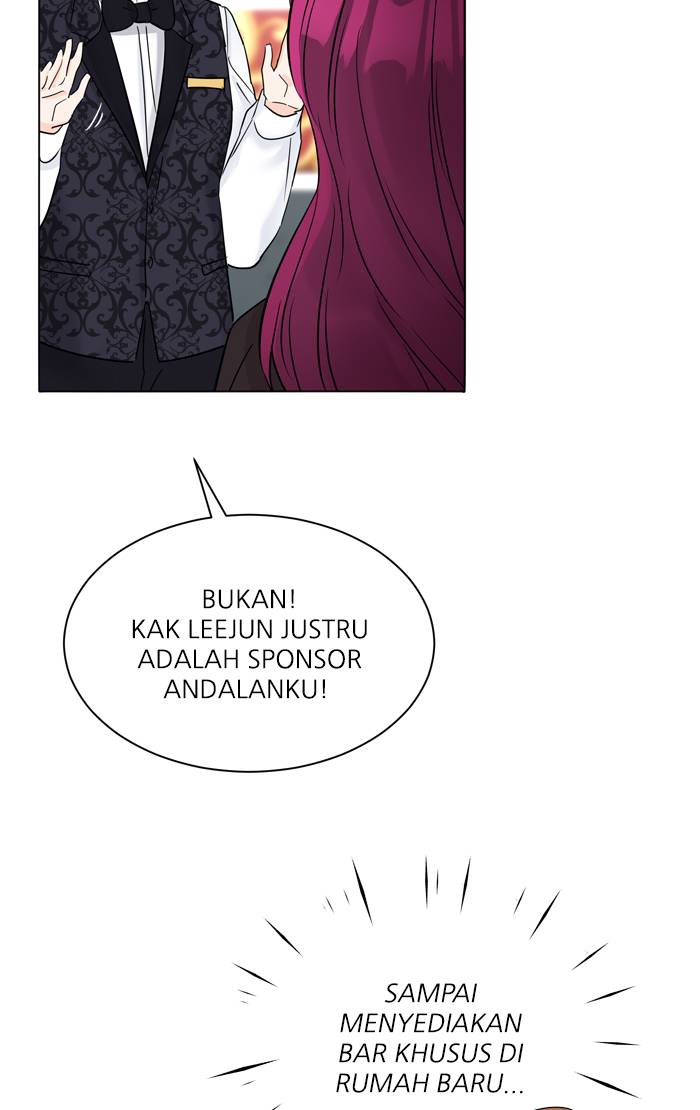 BUKAN!
KAK LEEJUN JUSTRU
ADALAH SPONSOR
ANDALANKU!
SAMPAI
MENYEDIAKAN
BAR KHUSUS DI
RUMAH BARU...